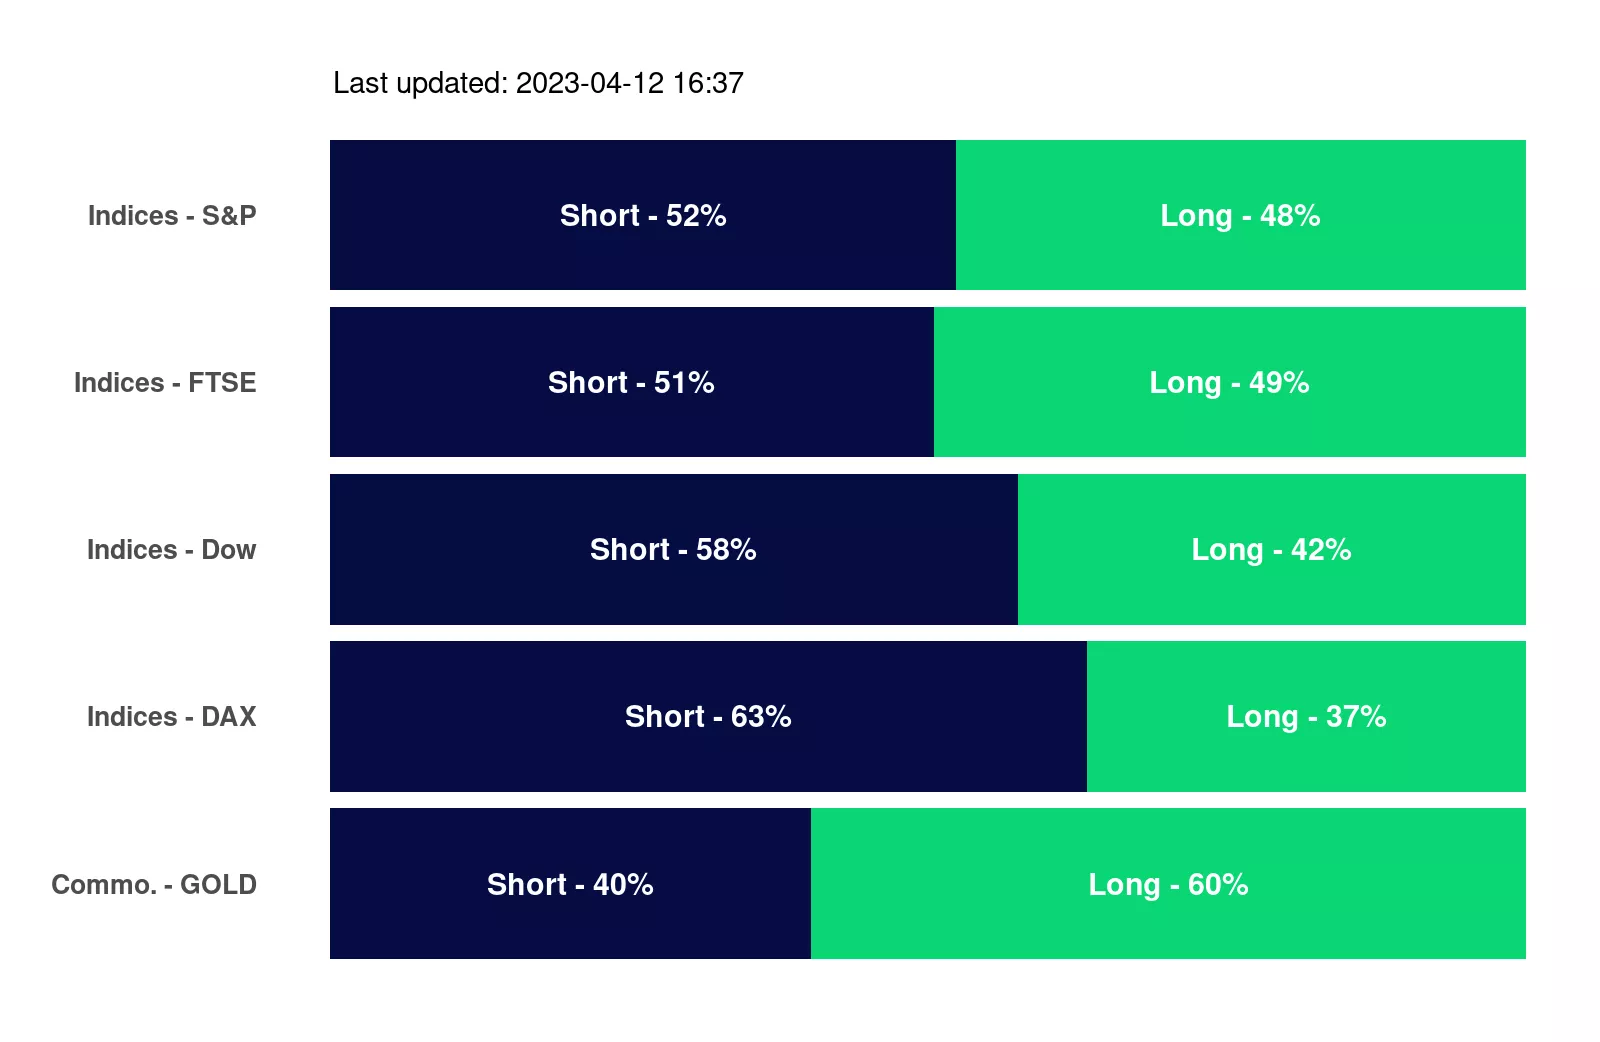 Last updated: 2023-04-12 16:37
Indices - S&P Short - 52% Long - 48%
Indices - FTSE Short - 51% Long - 49%
Indices - Dow Short - 58% Long - 42%
Indices - DAX Short - 63% Long - 37%
Commo. - GOLD Short - 40% Long - 60%